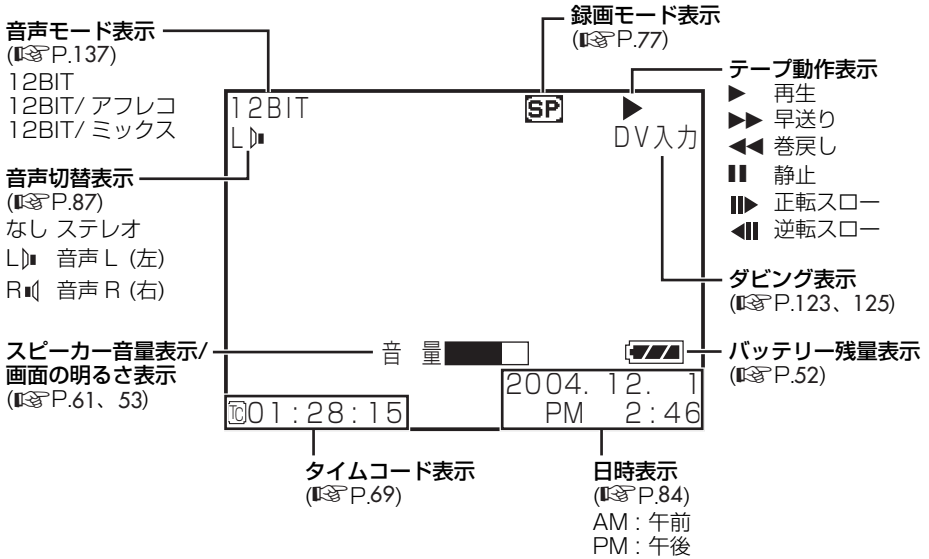 音声モード表示
(☞P.137)
12BIT
12BIT/ アフレコ
12BIT/ ミックス
音声切替表示
(☞P.87)
なし ステレオ
L 音声 L (左)
R 音声 R (右)
スピーカー音量表示/
画面の明るさ表示
(☞P.61、53)
録画モード表示
(☞P.77)
テープ動作表示
▶ 再生
▶▶ 早送り
◀◀ 巻戻し
▮▮ 静止
▮▮▶ 正転スロー
◀▮▮ 逆転スロー
ダビング表示
(☞P.123、125)
バッテリー残量表示
(☞P.52)
12BIT
SP
▶
L
DV入力
音 量
2004. 12. 1
PM 2:46
TC 01:28:15
タイムコード表示
(☞P.69)
日時表示
(☞P.84)
AM : 午前
PM : 午後